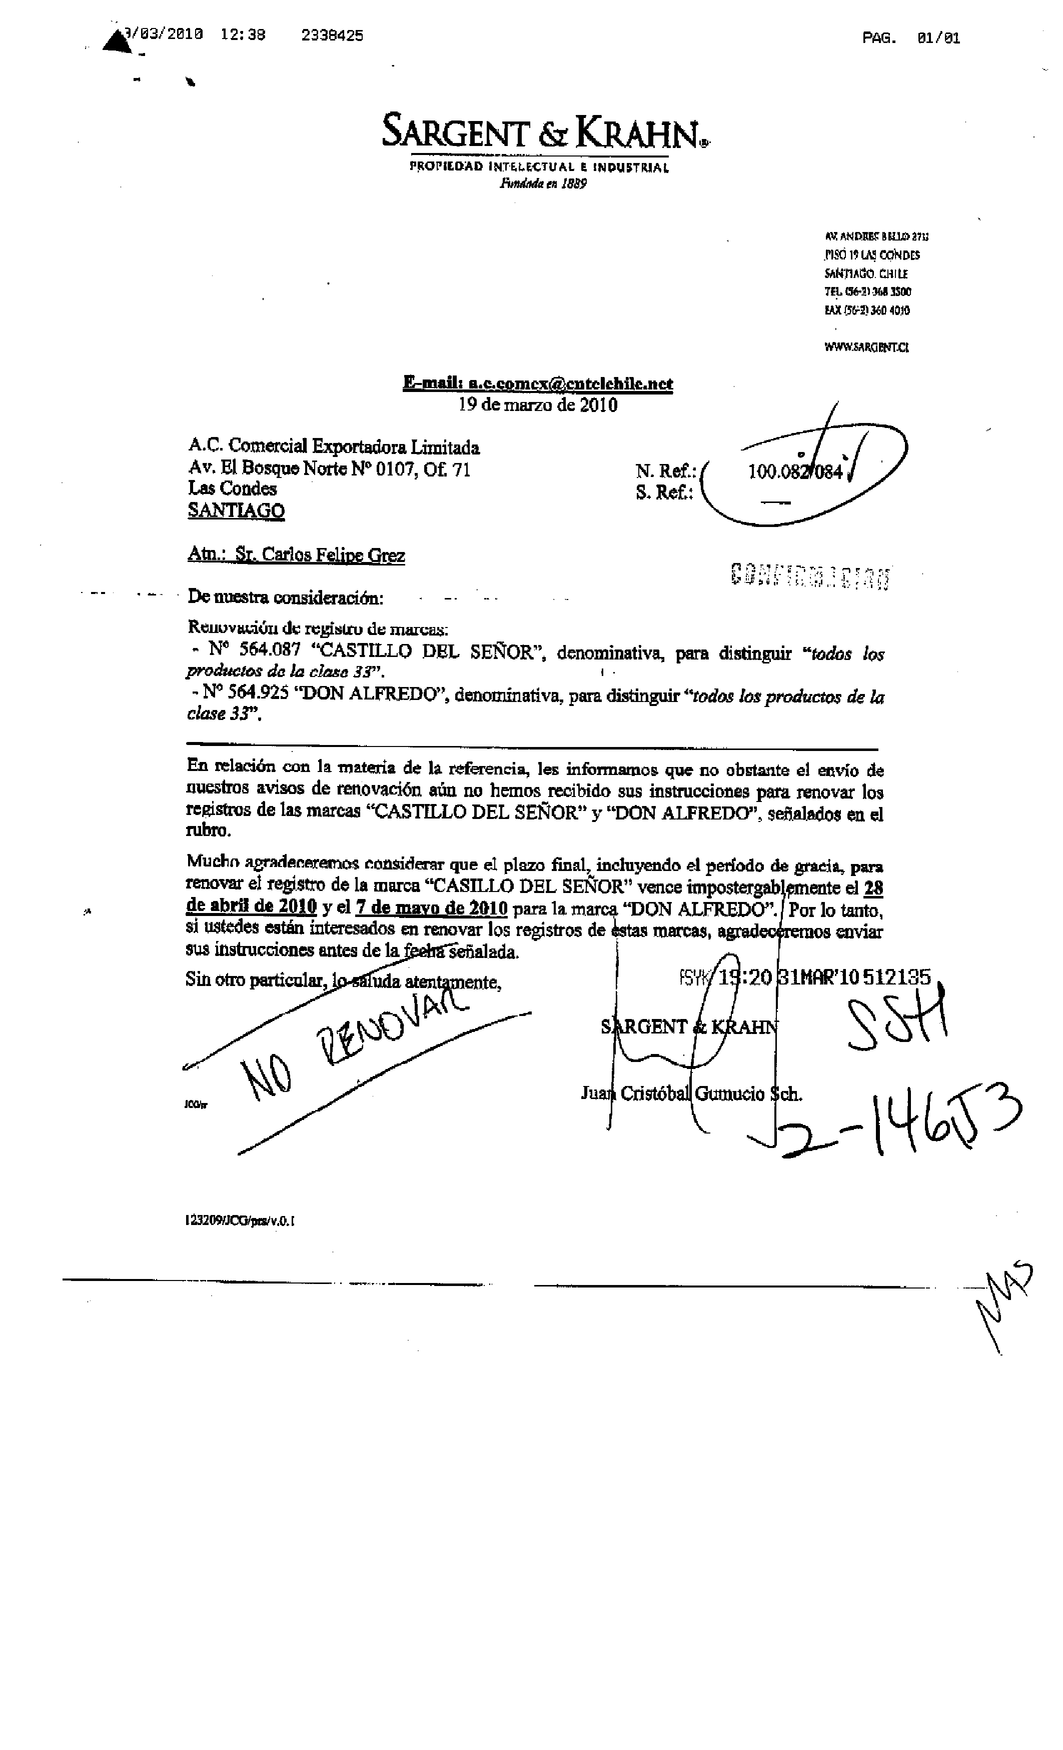 3/03/2010 12:38 2338425 PAG. 01/01
SARGENT & KRAHN®
PROPIEDAD INTELECTUAL E INDUSTRIAL
Fundada en 1889
AV. ANDRES BELLO 2711
PISO 19 LAS CONDES
SANTIAGO. CHILE
TEL. (56-2) 368 3500
FAX (56-2) 360 4010
WWW.SARGENT.CL
E-mail: a.c.comex@entelchile.net
19 de marzo de 2010
A.C. Comercial Exportadora Limitada
Av. El Bosque Norte Nº 0107, Of. 71
Las Condes
SANTIAGO
N. Ref.: 100.082/084
S. Ref.:
Atn.: Sr. Carlos Felipe Grez
CONFIRMACION
De nuestra consideración:
Renovación de registro de marcas:
- Nº 564.087 “CASTILLO DEL SEÑOR”, denominativa, para distinguir “todos los
productos de la clase 33”.
- Nº 564.925 “DON ALFREDO”, denominativa, para distinguir “todos los productos de la
clase 33”.
En relación con la materia de la referencia, les informamos que no obstante el envío de
nuestros avisos de renovación aún no hemos recibido sus instrucciones para renovar los
registros de las marcas “CASTILLO DEL SEÑOR” y “DON ALFREDO”, señalados en el
rubro.
Mucho agradeceremos considerar que el plazo final, incluyendo el período de gracia, para
renovar el registro de la marca “CASILLO DEL SEÑOR” vence impostergablemente el 28
de abril de 2010 y el 7 de mayo de 2010 para la marca “DON ALFREDO”. Por lo tanto,
si ustedes están interesados en renovar los registros de estas marcas, agradeceremos enviar
sus instrucciones antes de la fecha señalada.
Sin otro particular, lo saluda atentamente,
S&K 19:20 31MAR'10 512135
NO RENOVAR
SSH
SARGENT & KRAHN
Juan Cristóbal Gumucio Sch.
JCG/rr
2-14653
123209/JCG/prs/v.0.1